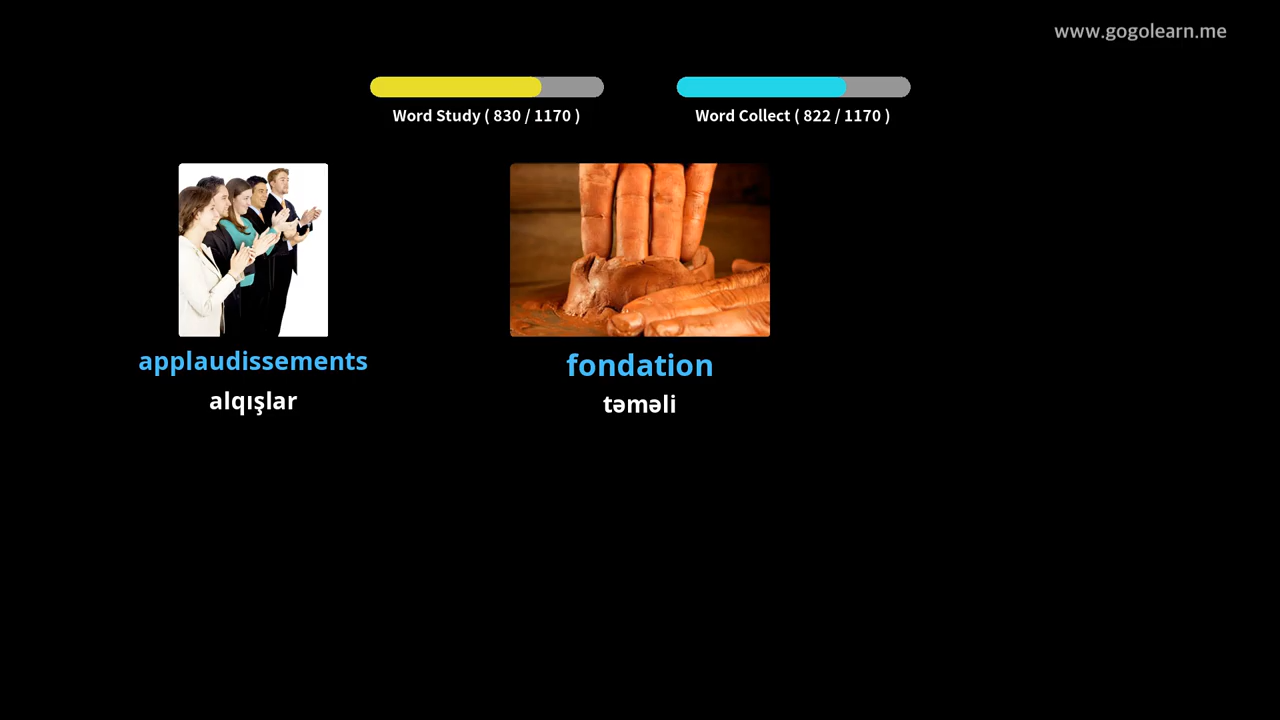 www.gogolearn.me
Word Study ( 830 / 1170 )
Word Collect ( 822 / 1170 )
applaudissements
alqışlar
fondation
təməli